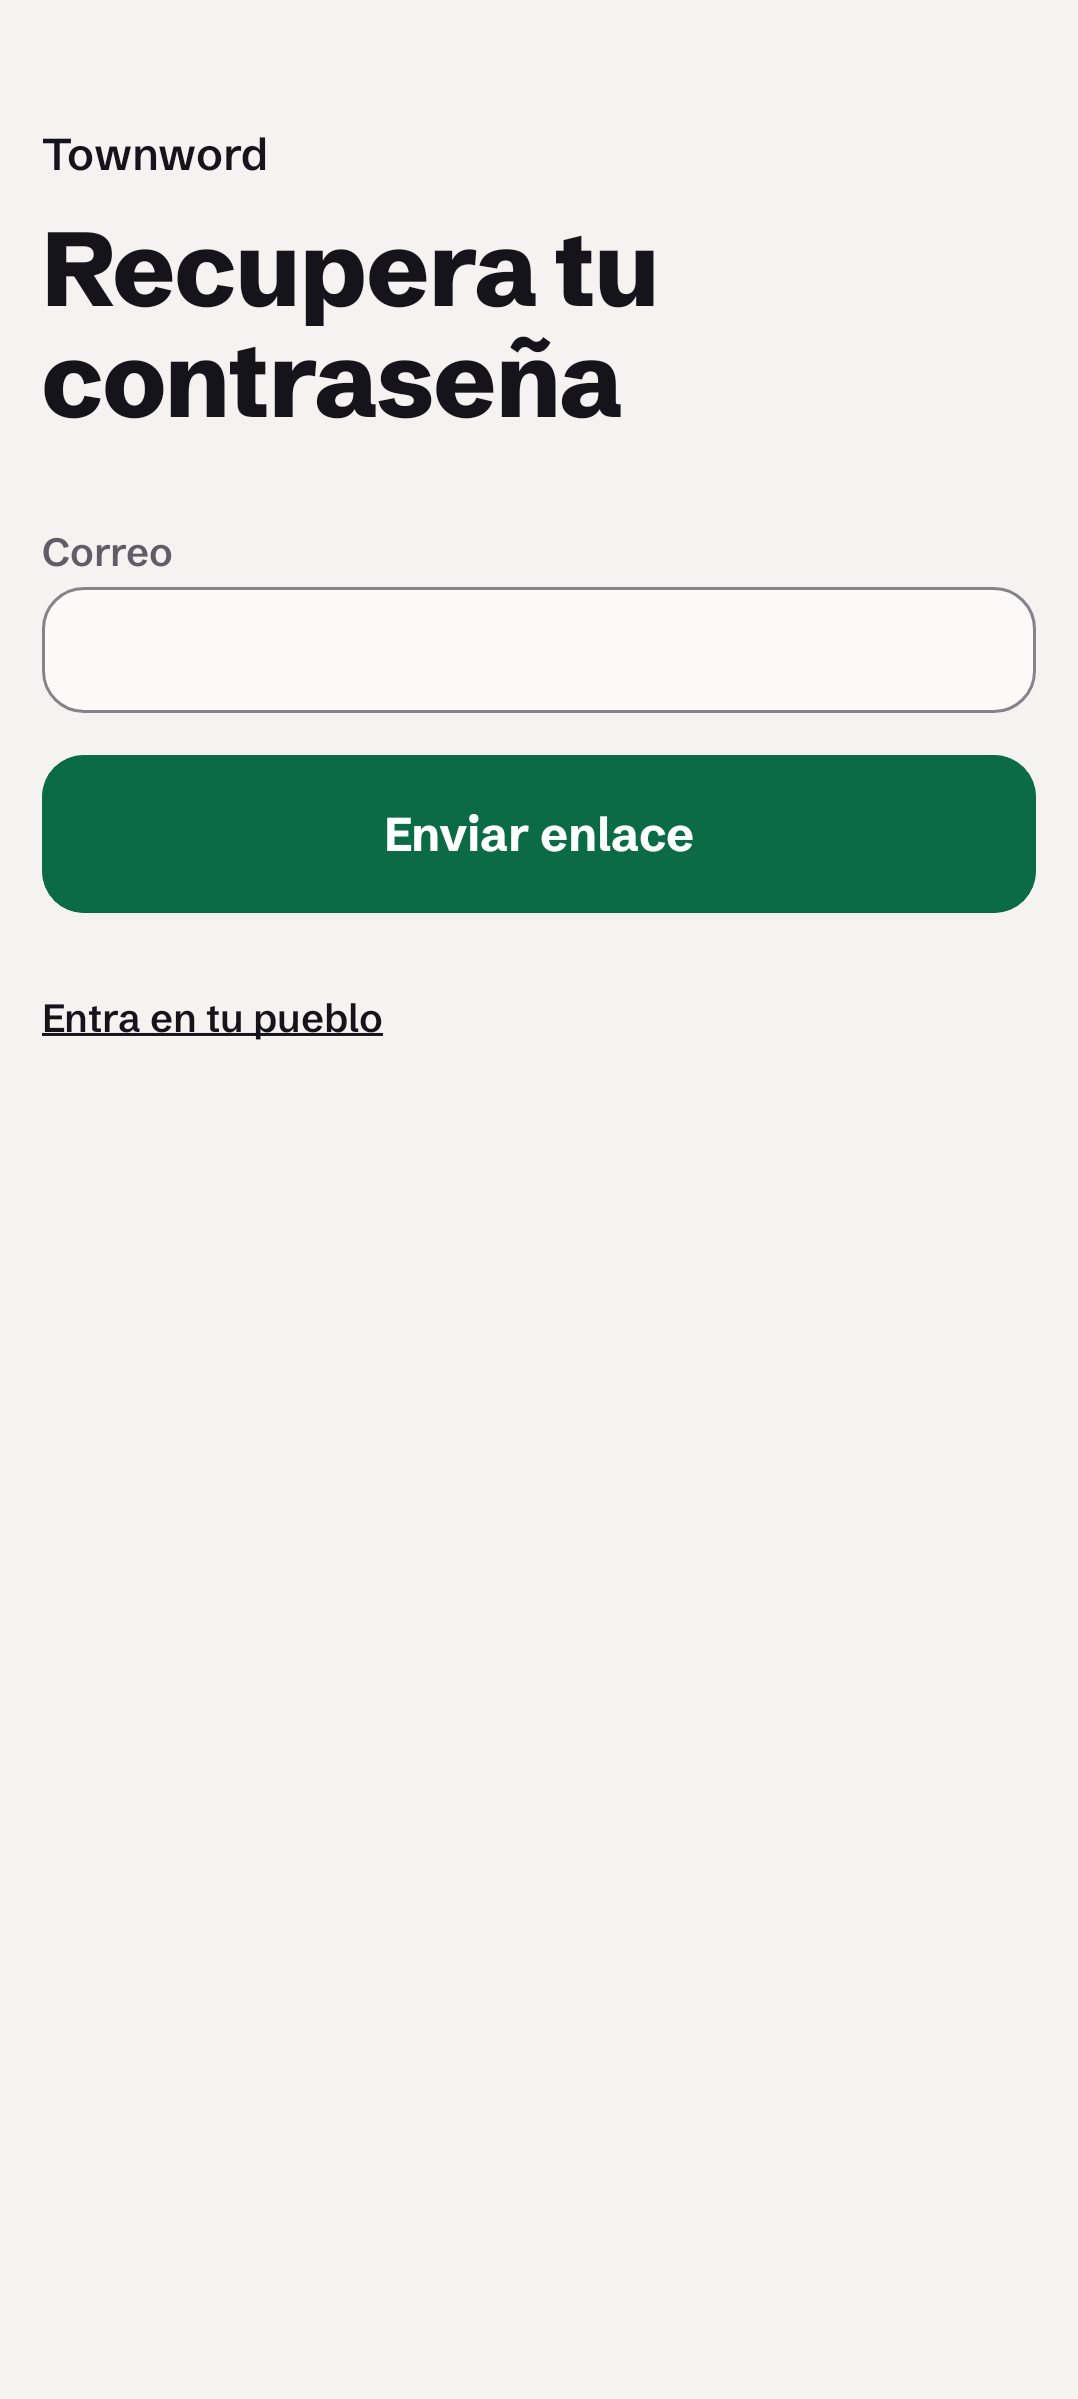 Townword
Recupera tu
contraseña
Correo
Enviar enlace
Entra en tu pueblo